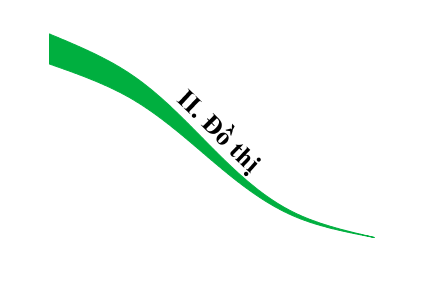 II. Đồ thị